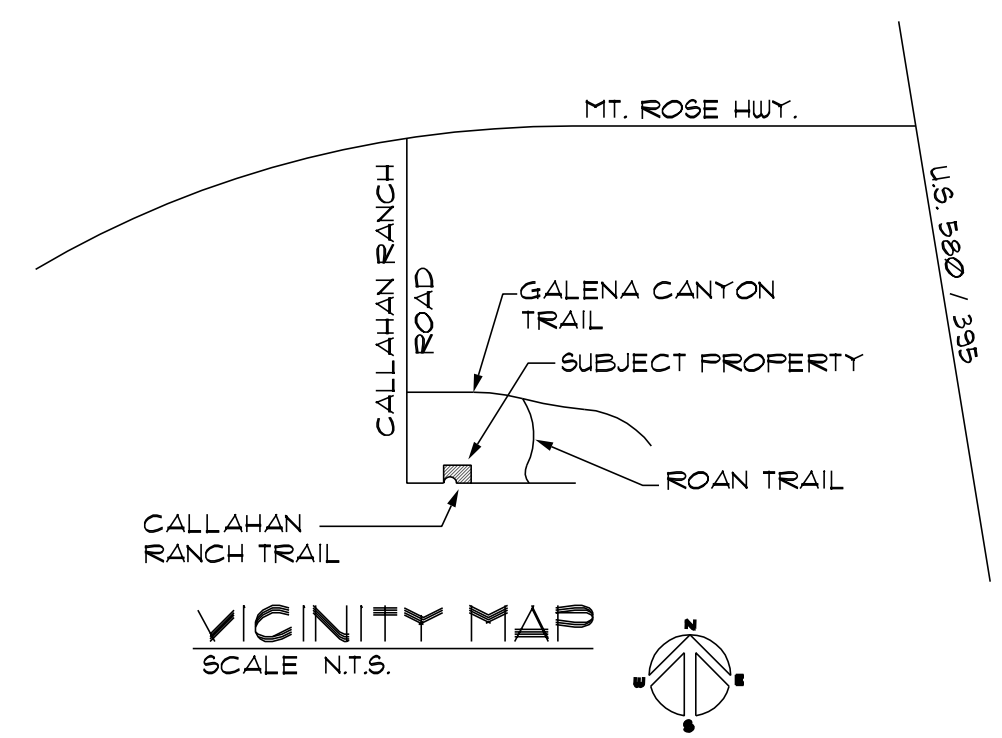 MT. ROSE HWY.
U.S. 580 / 395
CALLAHAN RANCH
ROAD
GALENA CANYON
TRAIL
SUBJECT PROPERTY
ROAN TRAIL
CALLAHAN
RANCH TRAIL
VICINITY MAP
SCALE N.T.S.
N
W E
S